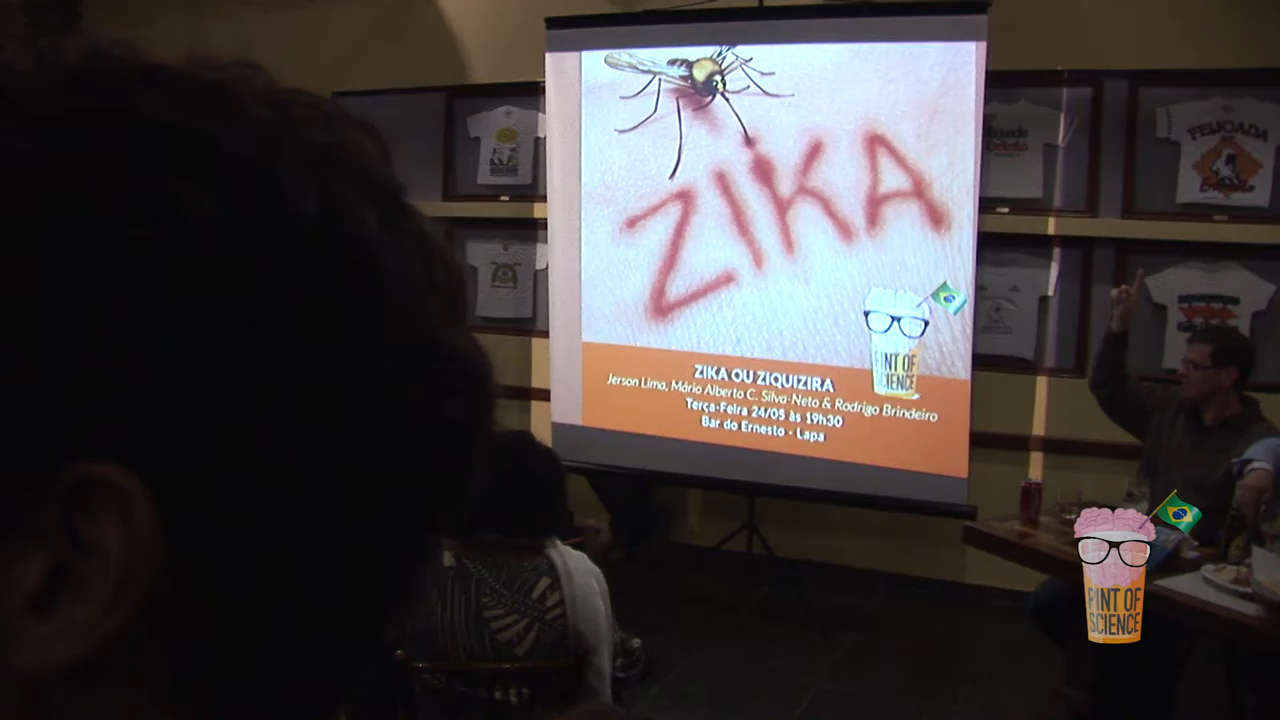 ZIKA
PINT OF
SCIENCE
ZIKA OU ZIQUIZIRA
Jerson Lima, Mário Alberto C. Silva-Neto & Rodrigo Brindeiro
Terça-Feira 24/05 às 19h30
Bar do Ernesto - Lapa
FEIJOADA
PINT OF
SCIENCE